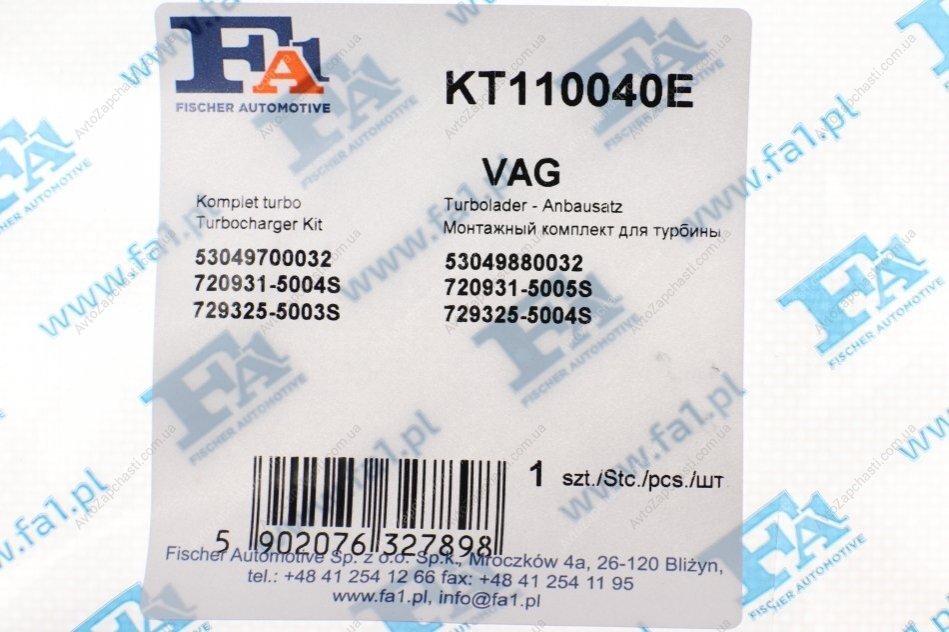 FA1
FISCHER AUTOMOTIVE
KT110040E
VAG
Komplet turbo
Turbocharger Kit
Turbolader - Anbausatz
Монтажный комплект для турбины
53049700032
720931-5004S
729325-5003S
53049880032
720931-5005S
729325-5004S
1 szt./Stc./pcs./шт
5 902076 327898
Fischer Automotive Sp. z o.o. Sp.k., Mroczków 4a, 26-120 Bliżyn,
tel.: +48 41 254 12 66 fax: +48 41 254 11 95
www.fa1.pl, info@fa1.pl
www.fa1.pl
FA1
FISCHER AUTOMOTIVE
AvtoZapchasti.com.ua